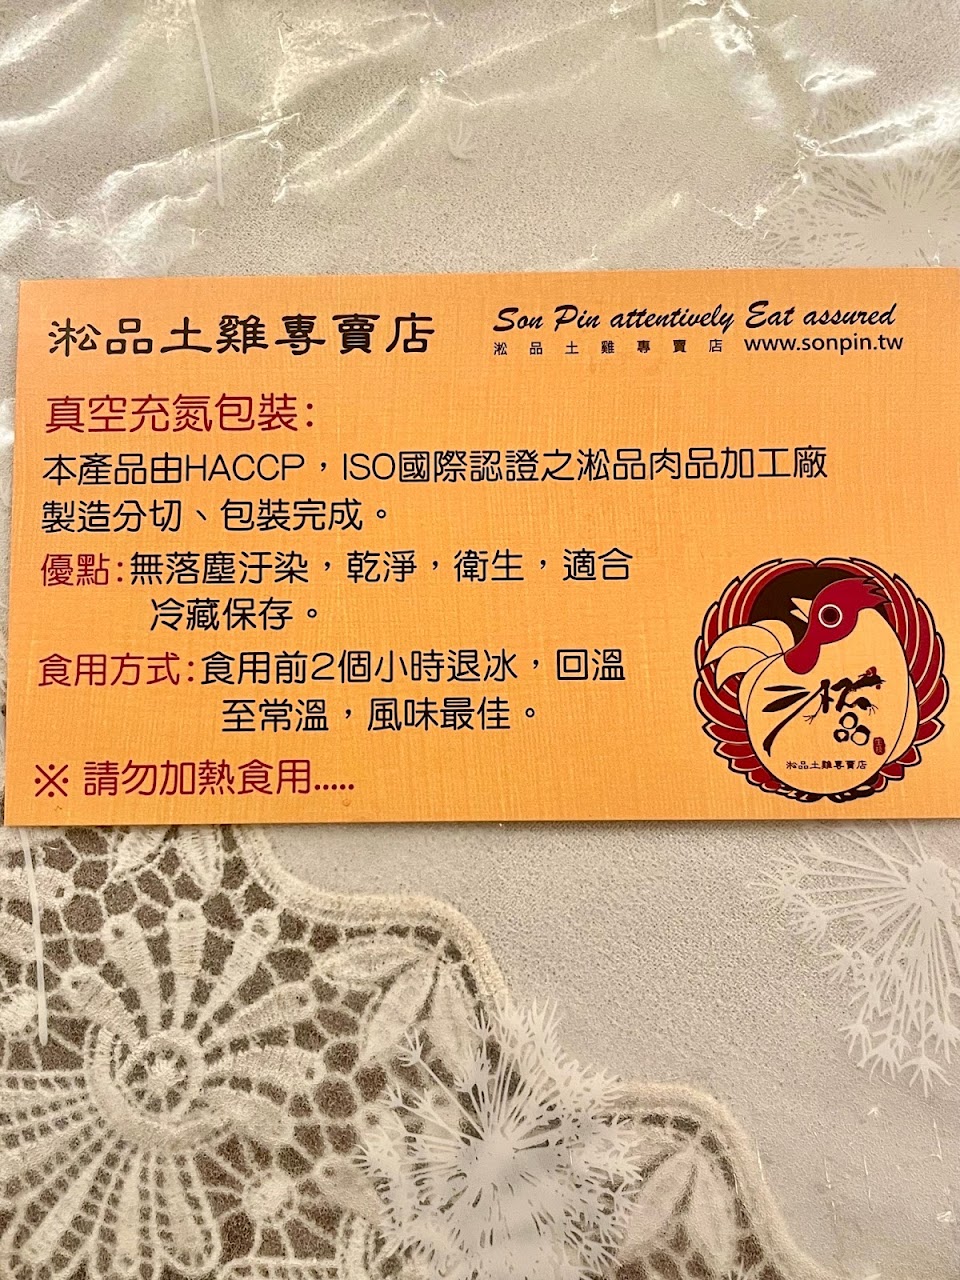 淞品土雞專賣店
Son Pin attentively Eat assured
淞品土雞專賣店 www.sonpin.tw
真空充氮包裝:
本產品由HACCP,ISO國際認證之淞品肉品加工廠
製造分切、包裝完成。
優點:無落塵汙染,乾淨,衛生,適合
冷藏保存。
食用方式:食用前2個小時退冰,回溫
至常溫,風味最佳。
※ 請勿加熱食用.....
淞品
淞品土雞專賣店